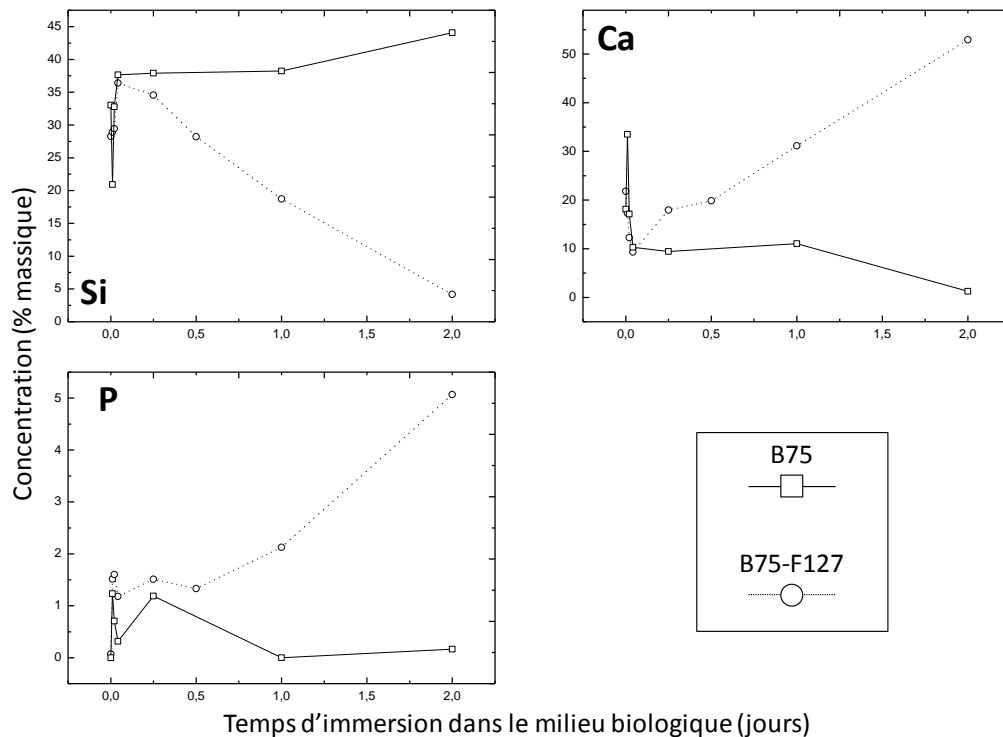 Concentration (% massique)
45
40
35
30
25
20
15
10
5
0
Si
0,0 0,5 1,0 1,5 2,0
Ca
50
40
30
20
10
0
0,0 0,5 1,0 1,5 2,0
P
5
4
3
2
1
0
0,0 0,5 1,0 1,5 2,0
B75
B75-F127
Temps d'immersion dans le milieu biologique (jours)